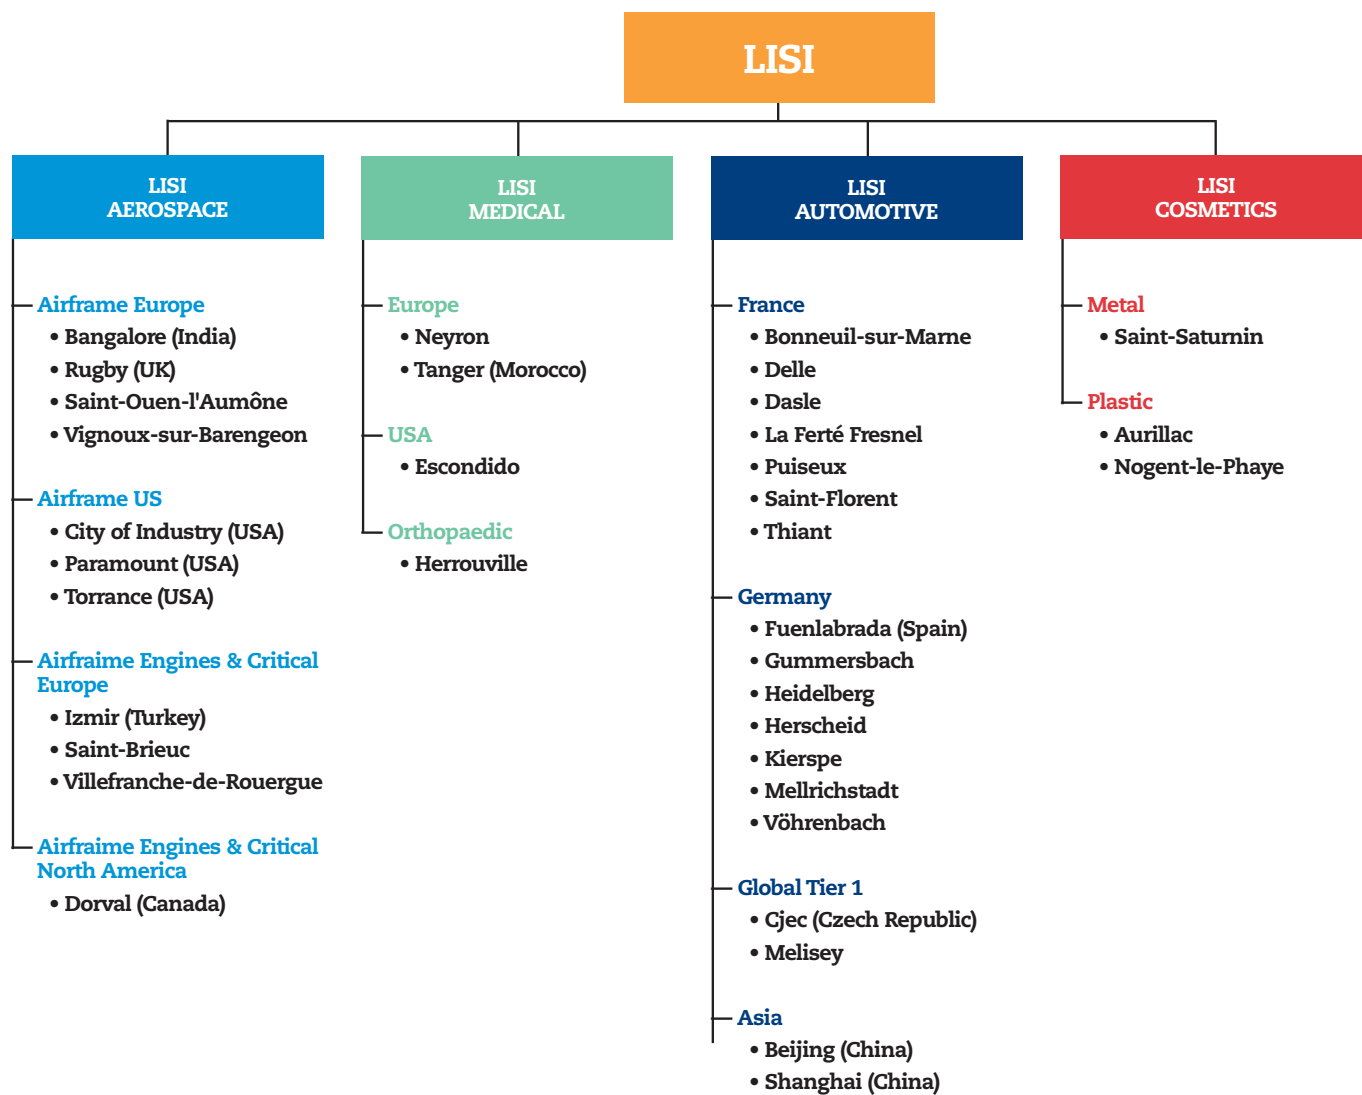 LISI
LISI
AEROSPACE
Airframe Europe
• Bangalore (India)
• Rugby (UK)
• Saint-Ouen-l'Aumône
• Vignoux-sur-Barengeon
Airframe US
• City of Industry (USA)
• Paramount (USA)
• Torrance (USA)
Airfraime Engines & Critical
Europe
• Izmir (Turkey)
• Saint-Brieuc
• Villefranche-de-Rouergue
Airfraime Engines & Critical
North America
• Dorval (Canada)
LISI
MEDICAL
Europe
• Neyron
• Tanger (Morocco)
USA
• Escondido
Orthopaedic
• Herrouville
LISI
AUTOMOTIVE
France
• Bonneuil-sur-Marne
• Delle
• Dasle
• La Ferté Fresnel
• Puiseux
• Saint-Florent
• Thiant
Germany
• Fuenlabrada (Spain)
• Gummersbach
• Heidelberg
• Herscheid
• Kierspe
• Mellrichstadt
• Vöhrenbach
Global Tier 1
• Cjec (Czech Republic)
• Melisey
Asia
• Beijing (China)
• Shanghai (China)
LISI
COSMETICS
Metal
• Saint-Saturnin
Plastic
• Aurillac
• Nogent-le-Phaye